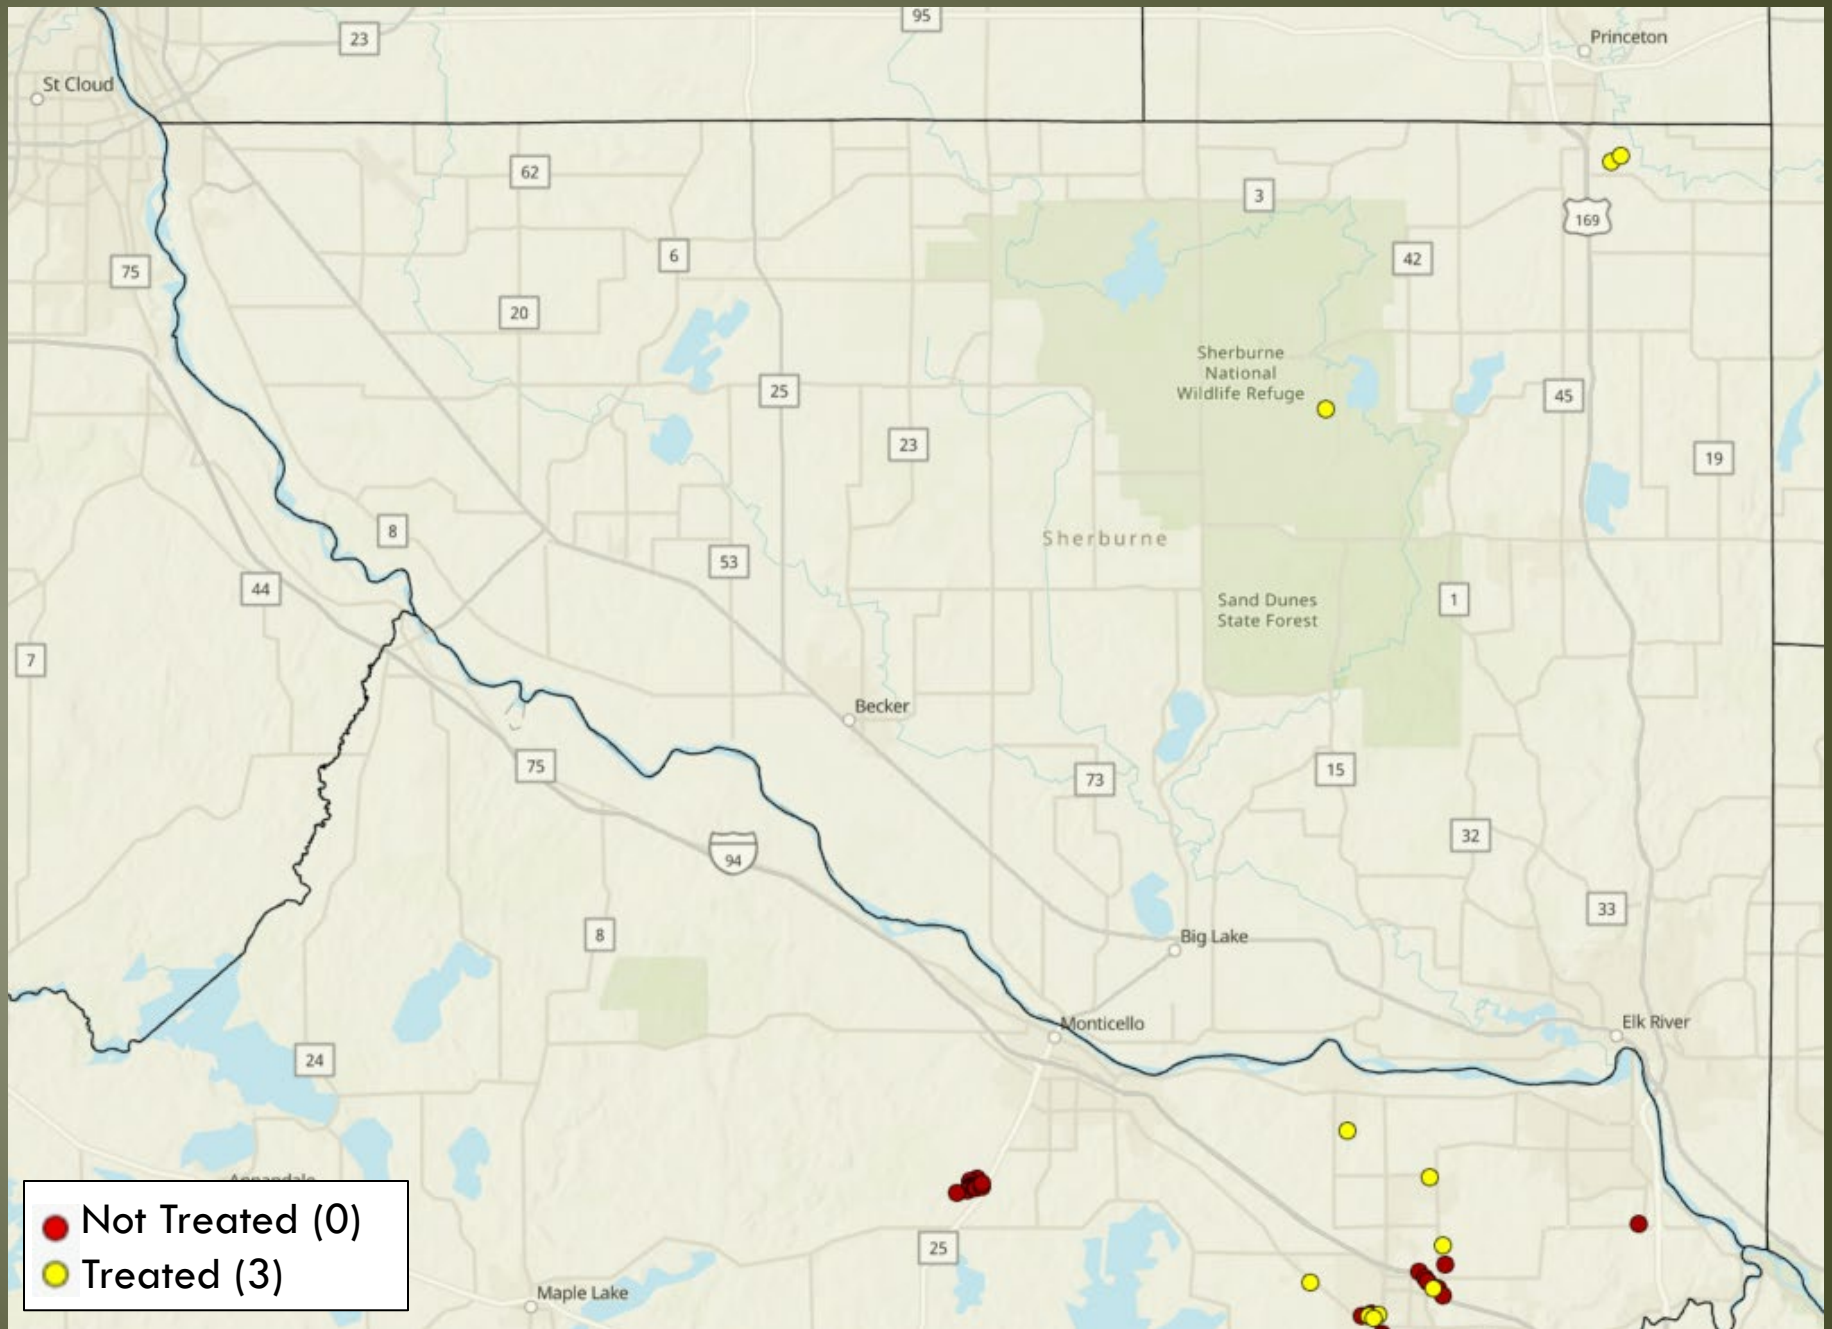 95
23
Princeton
St Cloud
62
3
169
6
42
75
20
Sherburne
National
Wildlife Refuge
25
45
23
19
8
Sherburne
53
44
Sand Dunes
State Forest
1
7
Becker
75
15
73
32
94
33
8
Big Lake
Monticello
Elk River
24
Annandale
Not Treated (0)
25
Treated (3)
Maple Lake